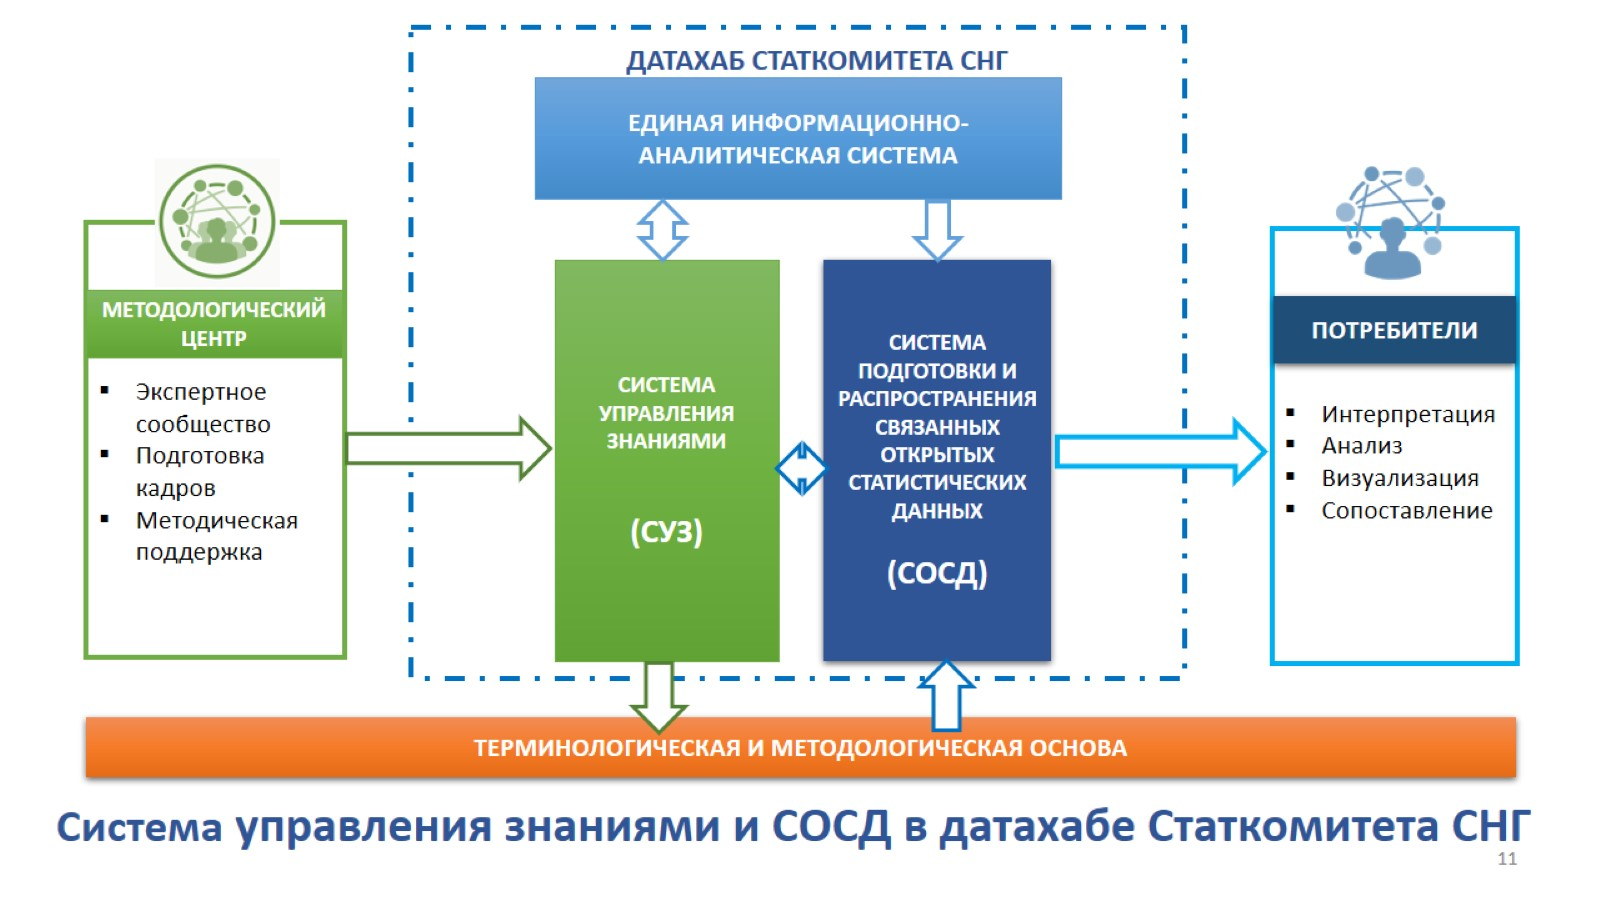 ДАТАХАБ СТАТКОМИТЕТА СНГ
ЕДИНАЯ ИНФОРМАЦИОННО-
АНАЛИТИЧЕСКАЯ СИСТЕМА
МЕТОДОЛОГИЧЕСКИЙ
ЦЕНТР
▪ Экспертное
сообщество
▪ Подготовка
кадров
▪ Методическая
поддержка
СИСТЕМА
УПРАВЛЕНИЯ
ЗНАНИЯМИ
(СУЗ)
СИСТЕМА
ПОДГОТОВКИ И
РАСПРОСТРАНЕНИЯ
СВЯЗАННЫХ
ОТКРЫТЫХ
СТАТИСТИЧЕСКИХ
ДАННЫХ
(СОСД)
ПОТРЕБИТЕЛИ
▪ Интерпретация
▪ Анализ
▪ Визуализация
▪ Сопоставление
ТЕРМИНОЛОГИЧЕСКАЯ И МЕТОДОЛОГИЧЕСКАЯ ОСНОВА
Система управления знаниями и СОСД в датахабе Статкомитета СНГ
11